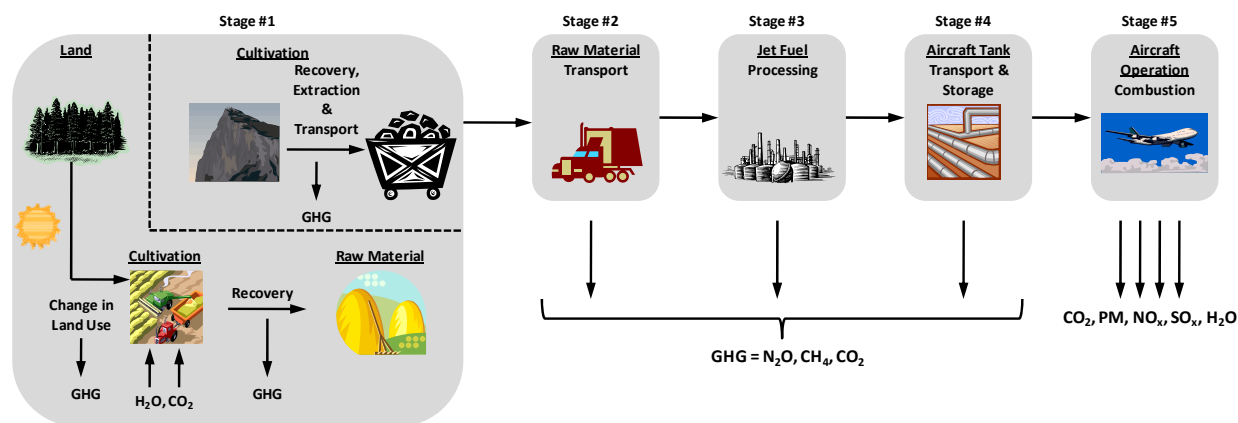 Stage #1
Stage #2
Stage #3
Stage #4
Stage #5
Land
Cultivation
Recovery,
Extraction
&
Transport
GHG
Cultivation
Raw Material
Change in
Land Use
Recovery
GHG
H₂O, CO₂
GHG
Raw Material
Transport
Jet Fuel
Processing
Aircraft Tank
Transport &
Storage
Aircraft
Operation
Combustion
GHG = N₂O, CH₄, CO₂
CO₂, PM, NOₓ, SOₓ, H₂O